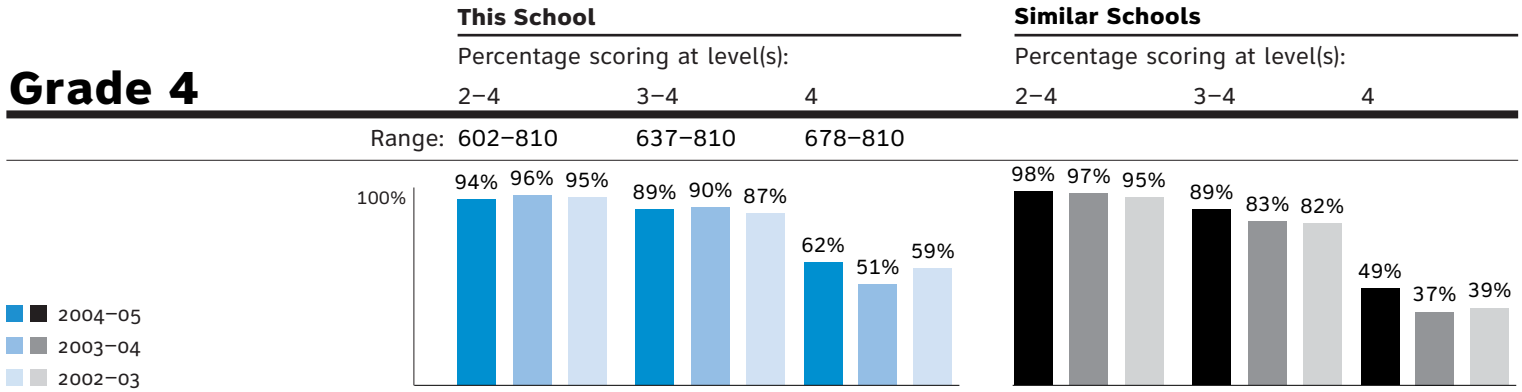 This School Similar Schools
Percentage scoring at level(s): Percentage scoring at level(s):
Grade 4 2–4 3–4 4 2–4 3–4 4
Range: 602–810 637–810 678–810
100% 94% 96% 95% 89% 90% 87% 62% 51% 59% 98% 97% 95% 89% 83% 82% 49% 37% 39%
2004–05
2003–04
2002–03